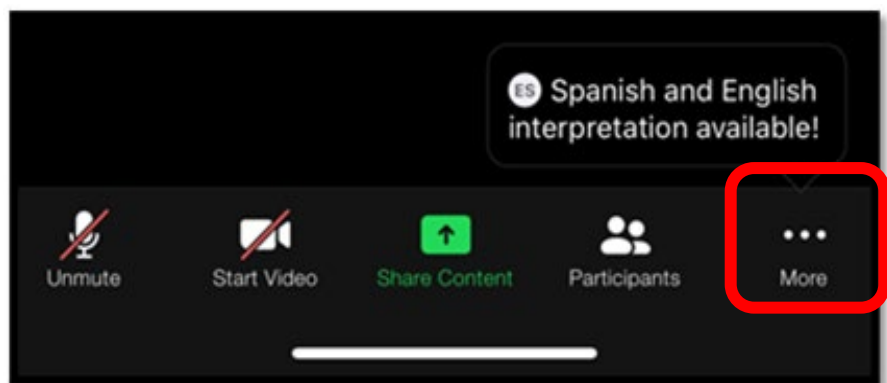 ES Spanish and English
interpretation available!
Unmute
Start Video
Share Content
Participants
More